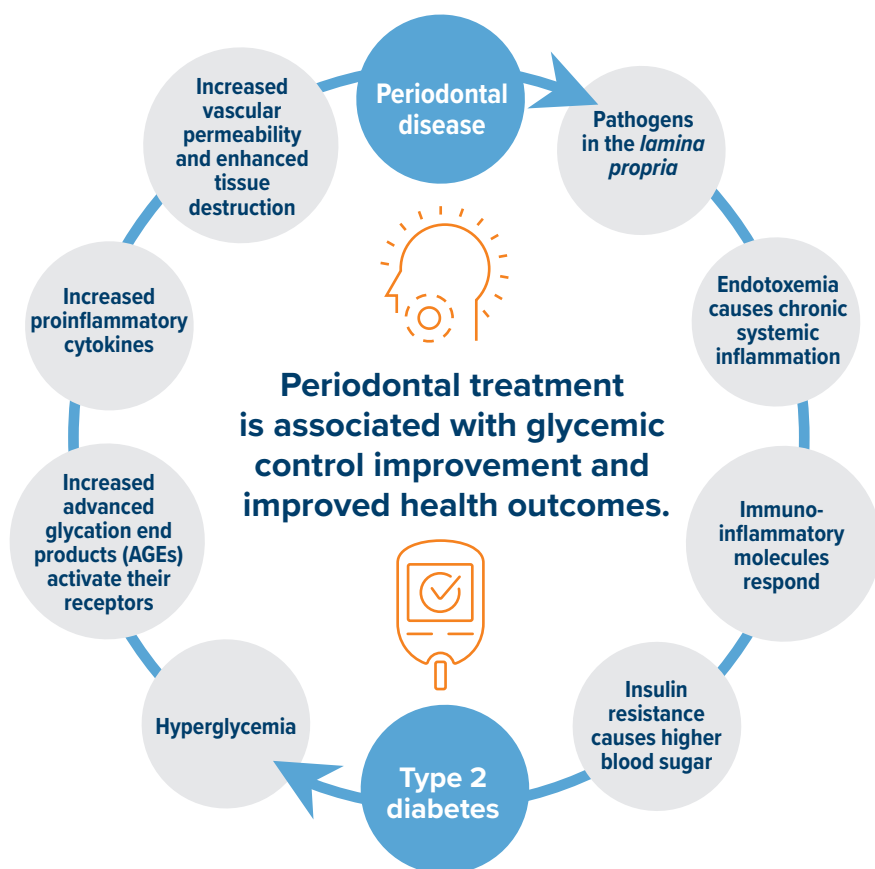 Periodontal
disease
Pathogens
in the lamina
propria
Endotoxemia
causes chronic
systemic
inflammation
Immuno-
inflammatory
molecules
respond
Insulin
resistance
causes higher
blood sugar
Type 2
diabetes
Hyperglycemia
Increased
advanced
glycation end
products (AGEs)
activate their
receptors
Increased
proinflammatory
cytokines
Increased
vascular
permeability
and enhanced
tissue
destruction
Periodontal treatment
is associated with glycemic
control improvement and
improved health outcomes.